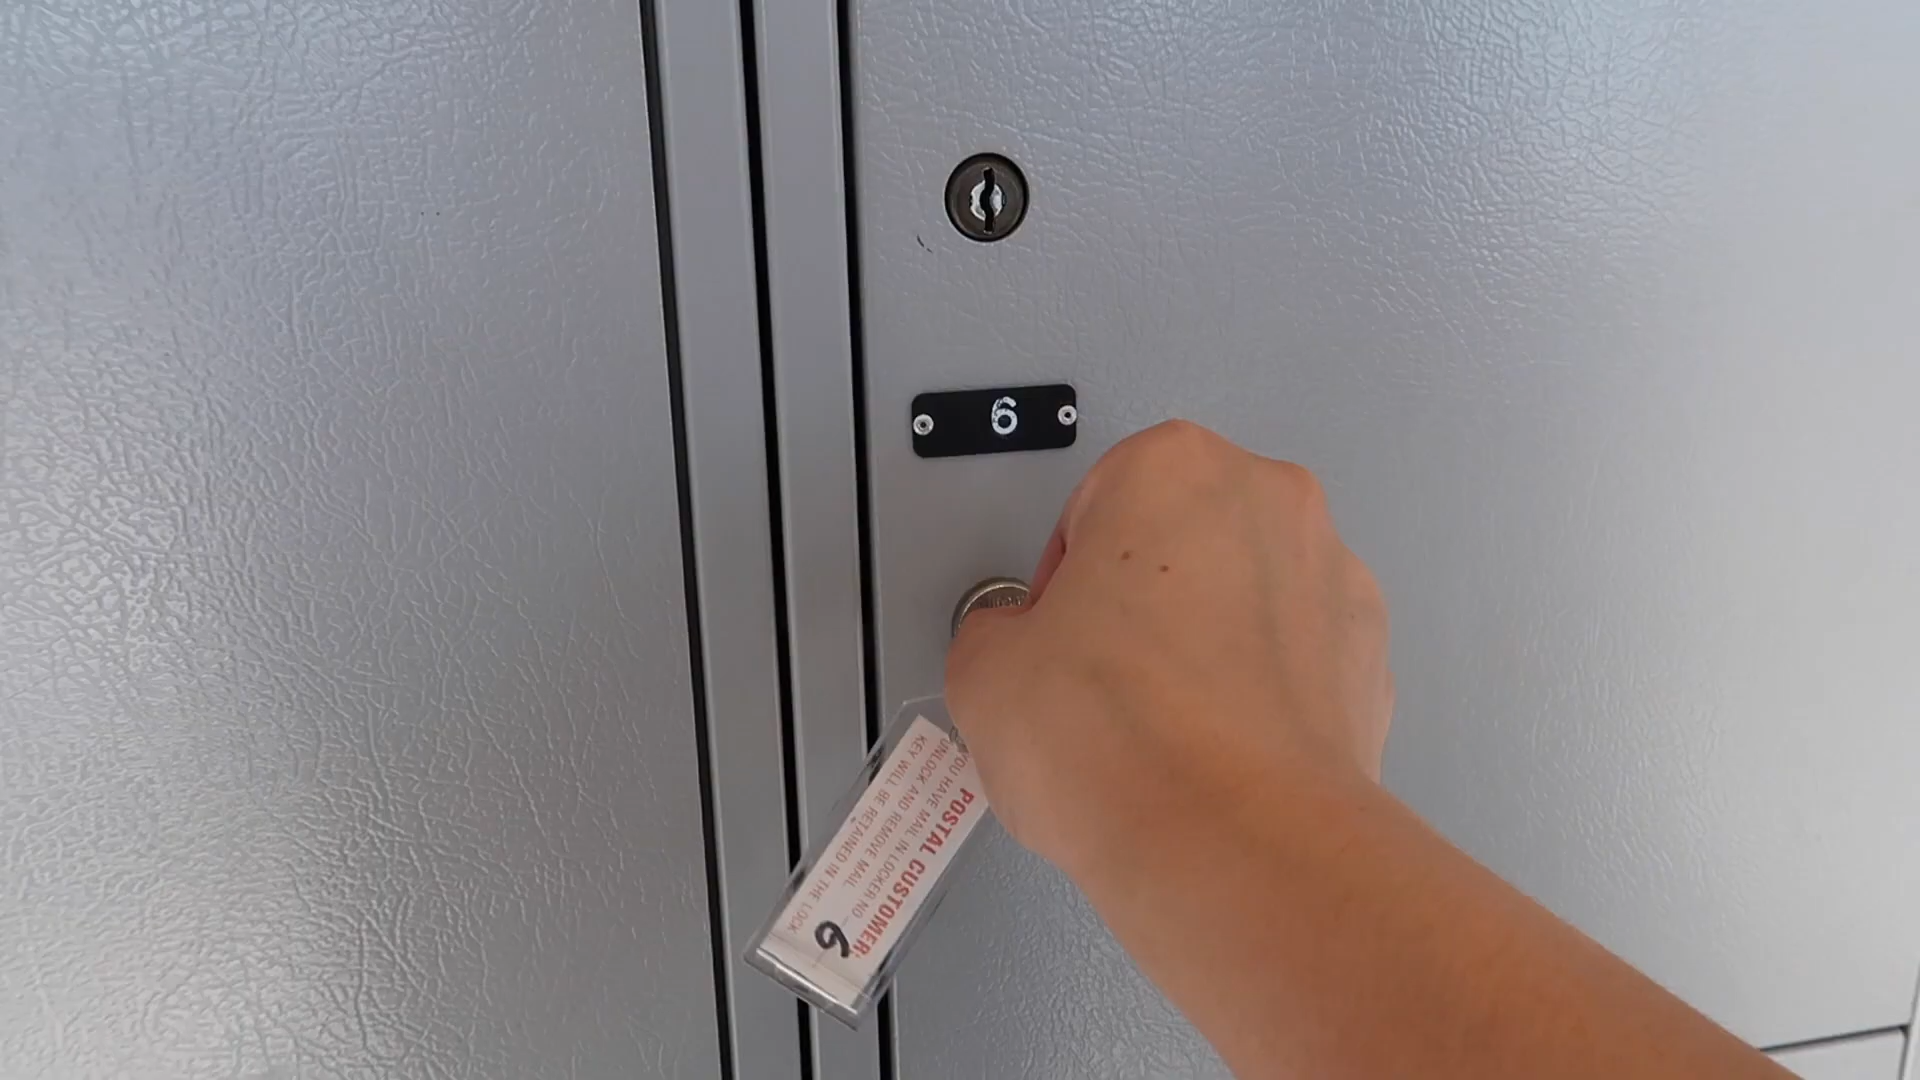 6
POSTAL CUSTOMER:
YOU HAVE MAIL IN LOCKER NO 6
UNLOCK AND REMOVE MAIL
KEY WILL BE RETAINED IN THE LOCK